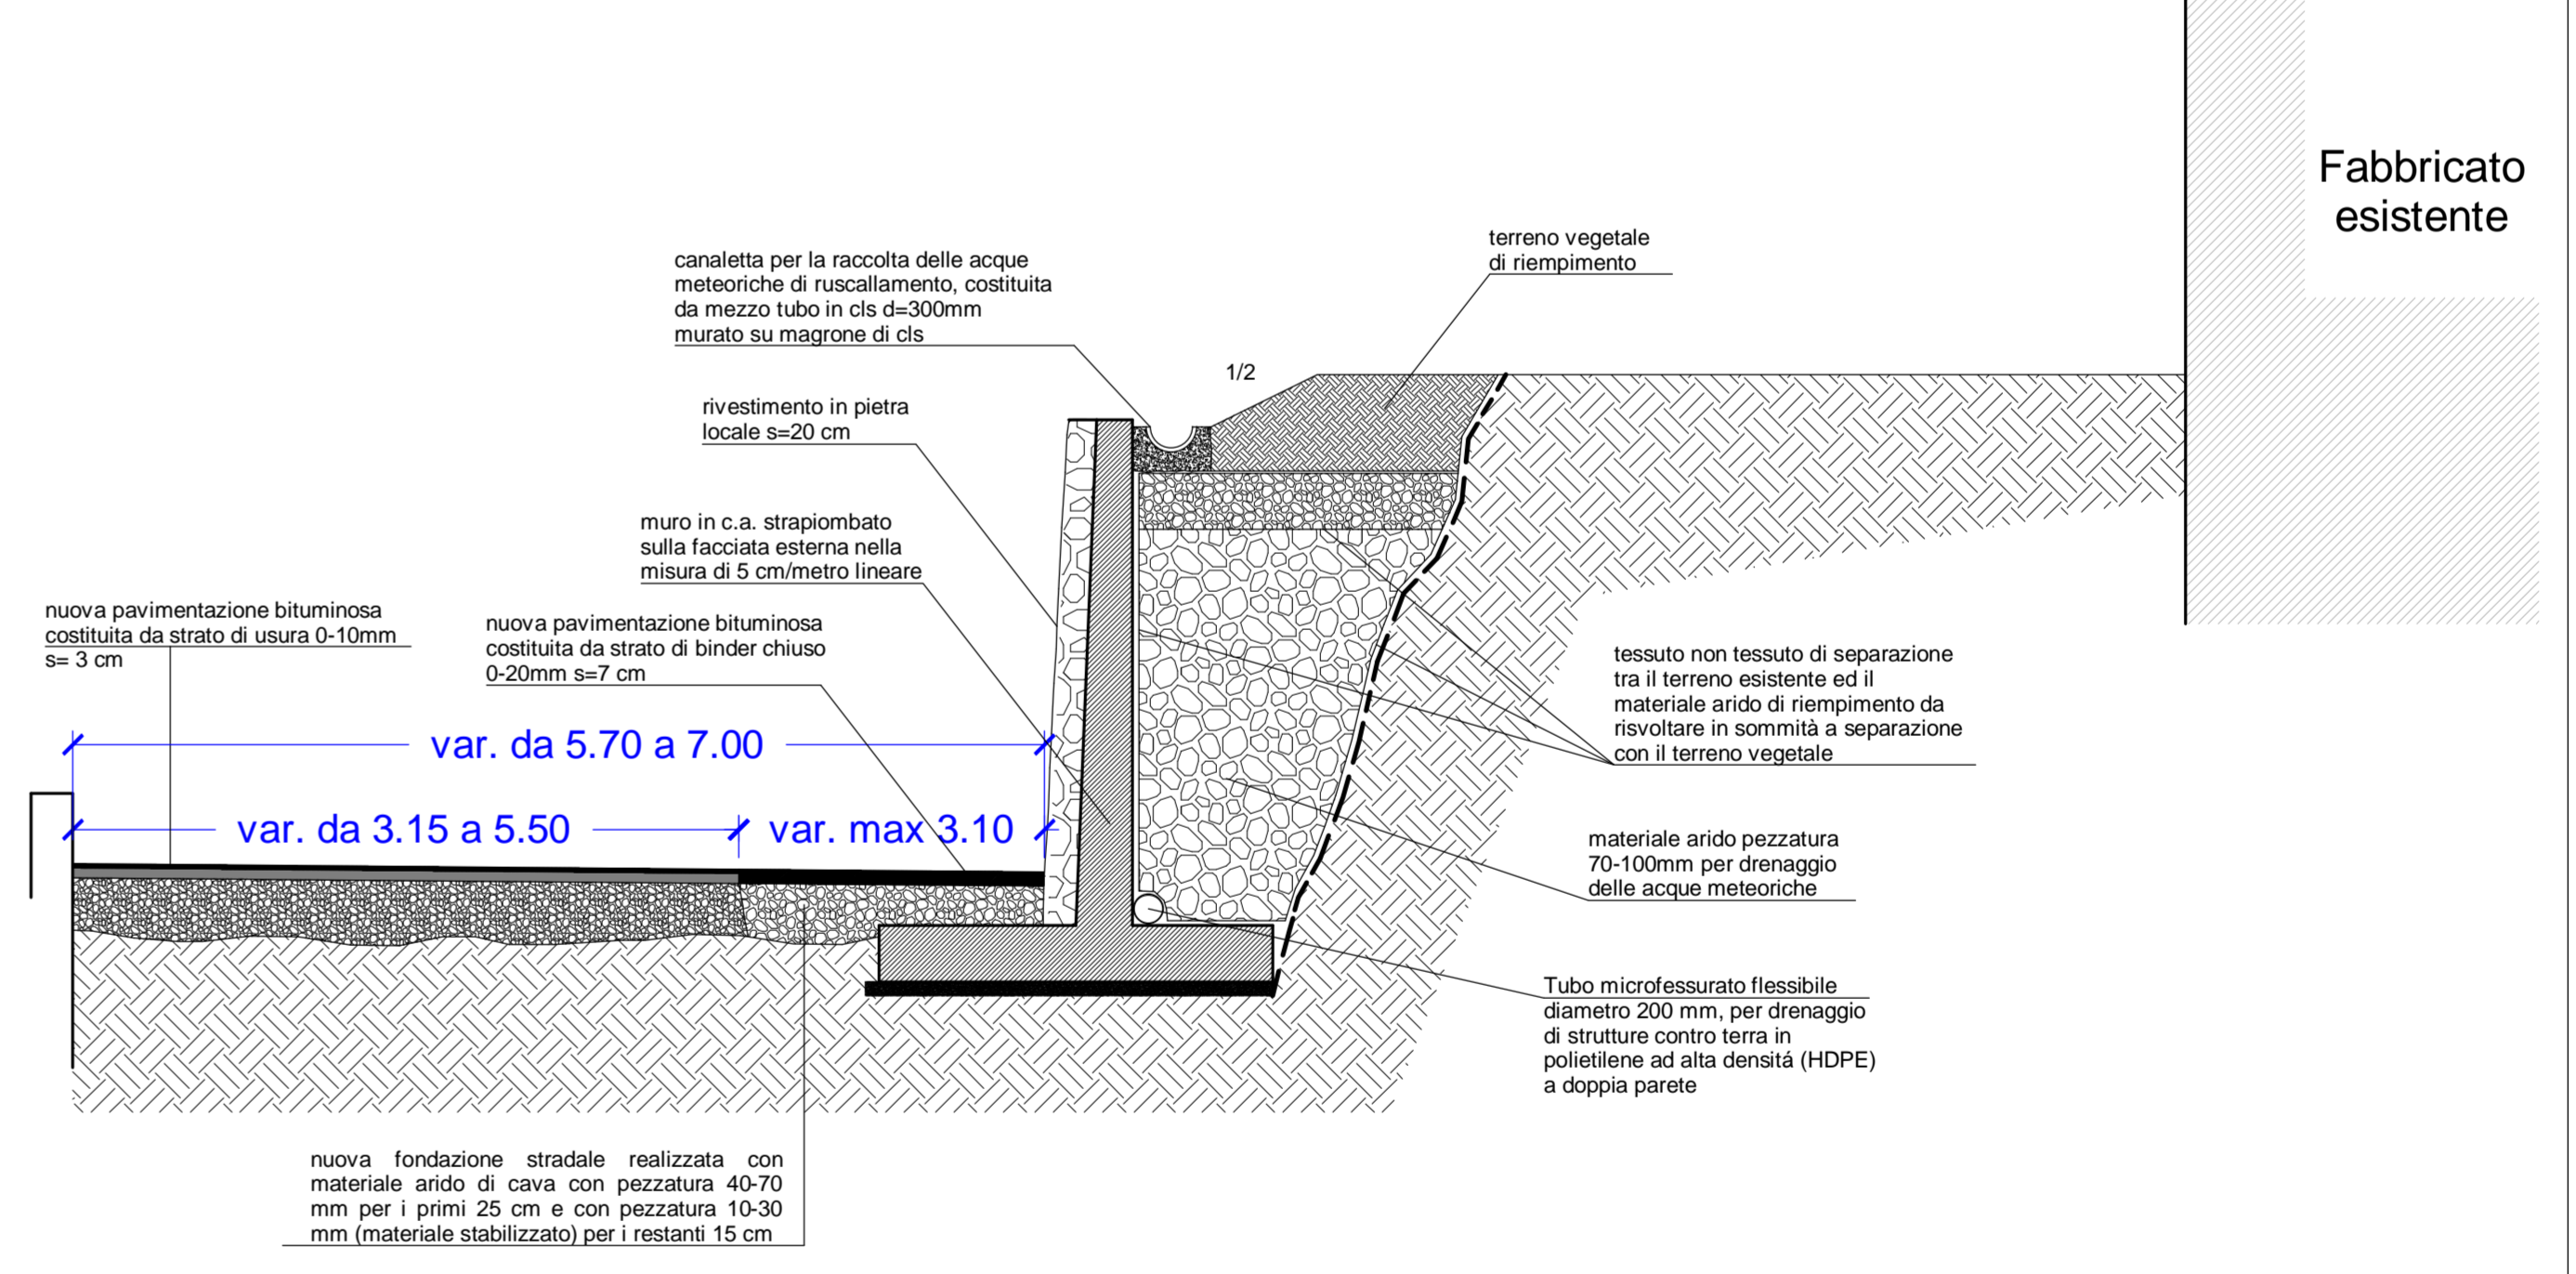 Fabbricato
esistente
terreno vegetale
di riempimento
canaletta per la raccolta delle acque
meteoriche di ruscallamento, costituita
da mezzo tubo in cls d=300mm
murato su magrone di cls
1/2
rivestimento in pietra
locale s=20 cm
muro in c.a. strapiombato
sulla facciata esterna nella
misura di 5 cm/metro lineare
nuova pavimentazione bituminosa
costituita da strato di usura 0-10mm
s= 3 cm
nuova pavimentazione bituminosa
costituita da strato di binder chiuso
0-20mm s=7 cm
tessuto non tessuto di separazione
tra il terreno esistente ed il
materiale arido di riempimento da
risvoltare in sommità a separazione
con il terreno vegetale
var. da 5.70 a 7.00
var. da 3.15 a 5.50
var. max 3.10
materiale arido pezzatura
70-100mm per drenaggio
delle acque meteoriche
Tubo microfessurato flessibile
diametro 200 mm, per drenaggio
di strutture contro terra in
polietilene ad alta densitá (HDPE)
a doppia parete
nuova fondazione stradale realizzata con
materiale arido di cava con pezzatura 40-70
mm per i primi 25 cm e con pezzatura 10-30
mm (materiale stabilizzato) per i restanti 15 cm